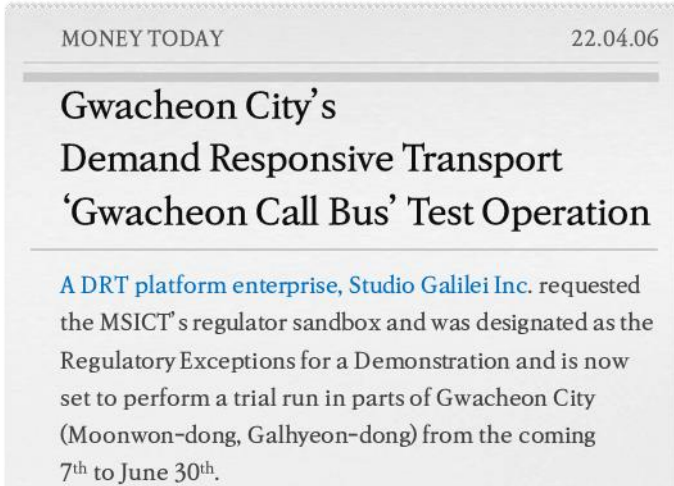 MONEY TODAY 22.04.06
Gwacheon City's
Demand Responsive Transport
‘Gwacheon Call Bus’ Test Operation
A DRT platform enterprise, Studio Galilei Inc. requested
the MSICT's regulator sandbox and was designated as the
Regulatory Exceptions for a Demonstration and is now
set to perform a trial run in parts of Gwacheon City
(Moonwon-dong, Galhyeon-dong) from the coming
7th to June 30th.